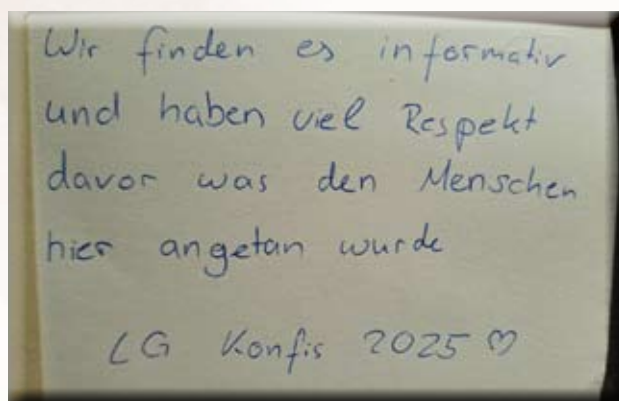 Wir finden es informativ
und haben viel Respekt
davor was den Menschen
hier angetan wurde
LG Konfis 2025 ♡